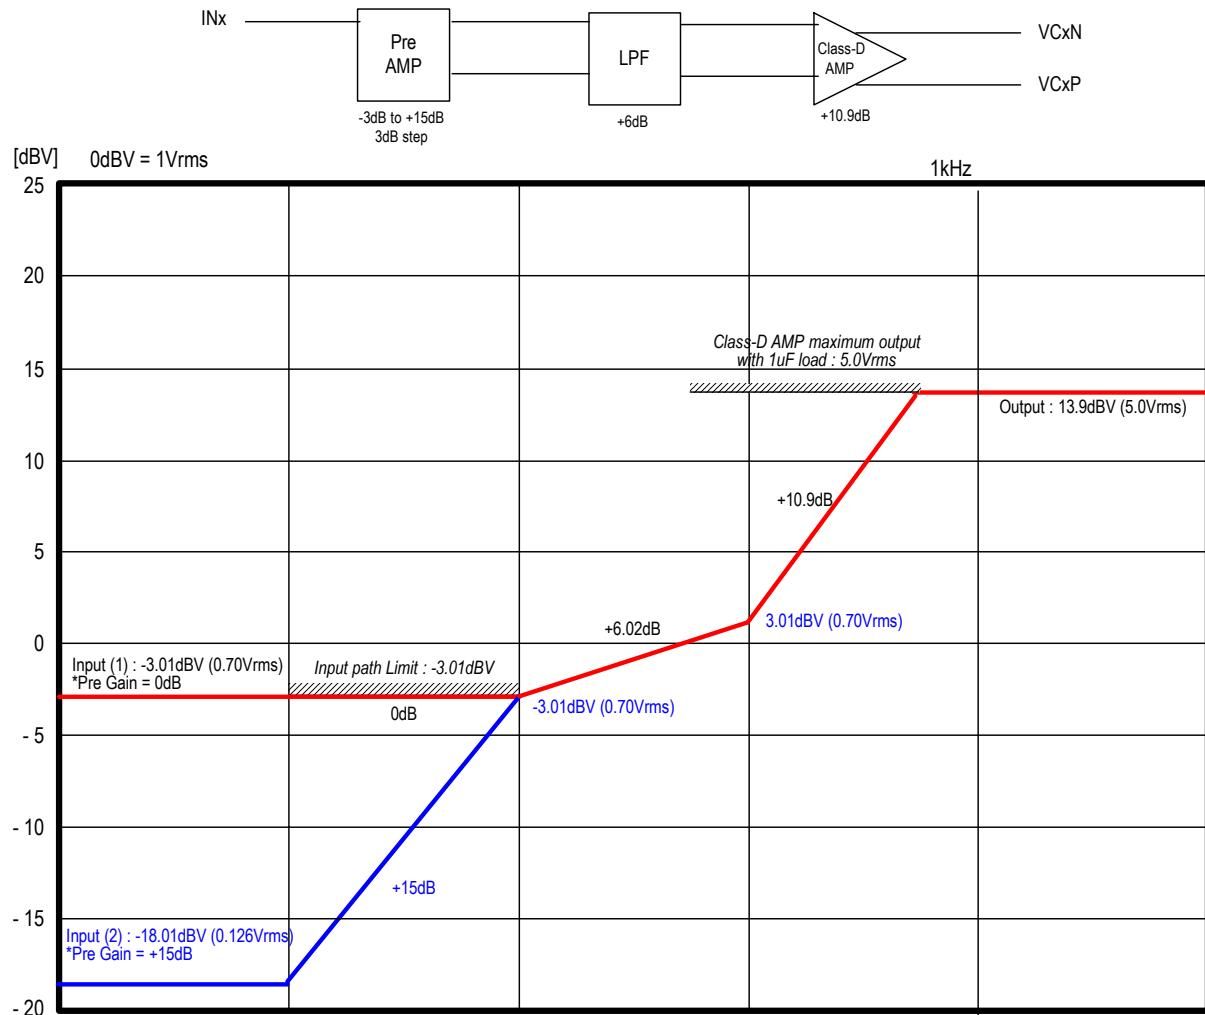 INx
Pre
AMP
LPF
Class-D
AMP
VCxN
VCxP
-3dB to +15dB
3dB step
+6dB
+10.9dB
[dBV]
0dBV = 1Vrms
1kHz
25
20
Class-D AMP maximum output
with 1uF load : 5.0Vrms
15
Output : 13.9dBV (5.0Vrms)
10
+10.9dB
5
+6.02dB
3.01dBV (0.70Vrms)
0
Input (1) : -3.01dBV (0.70Vrms)
*Pre Gain = 0dB
Input path Limit : -3.01dBV
0dB
-3.01dBV (0.70Vrms)
- 5
- 10
+15dB
- 15
Input (2) : -18.01dBV (0.126Vrms)
*Pre Gain = +15dB
- 20